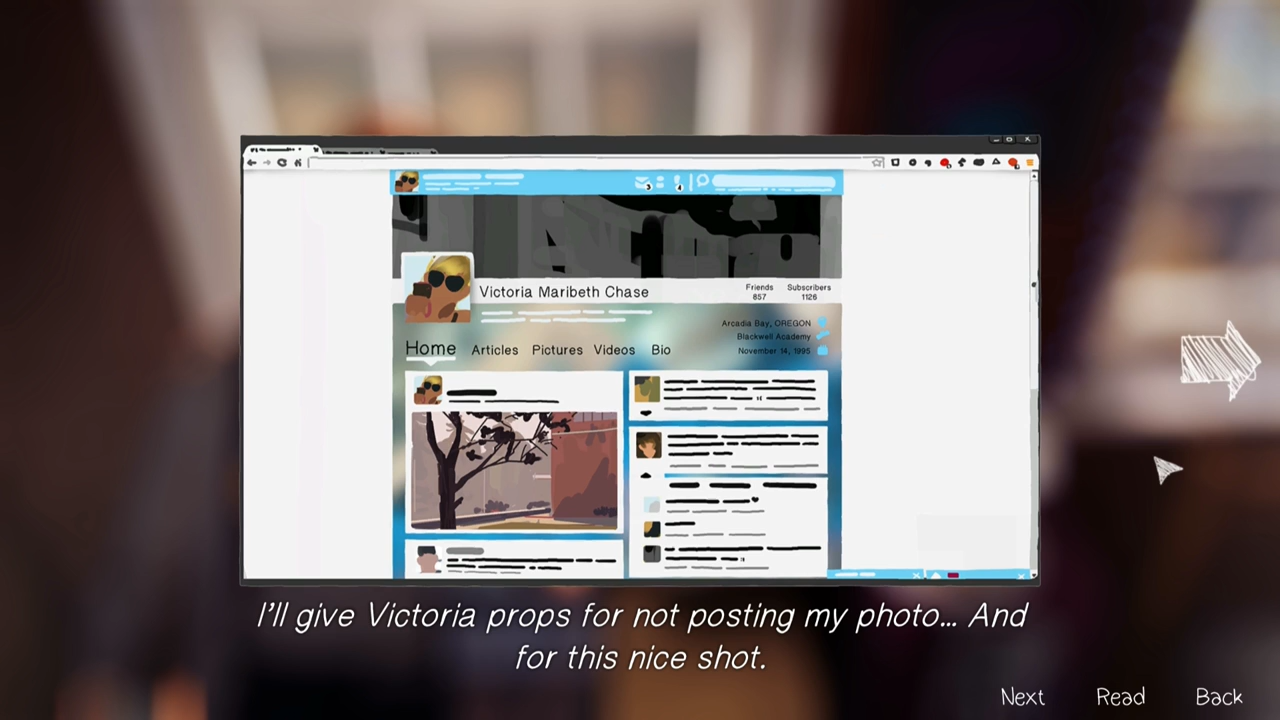 Victoria Maribeth Chase
Friends
857
Subscribers
1126
Arcadia Bay, OREGON
Blackwell Academy
November 14, 1995
Home Articles Pictures Videos Bio
I'll give Victoria props for not posting my photo... And
for this nice shot.
Next Read Back